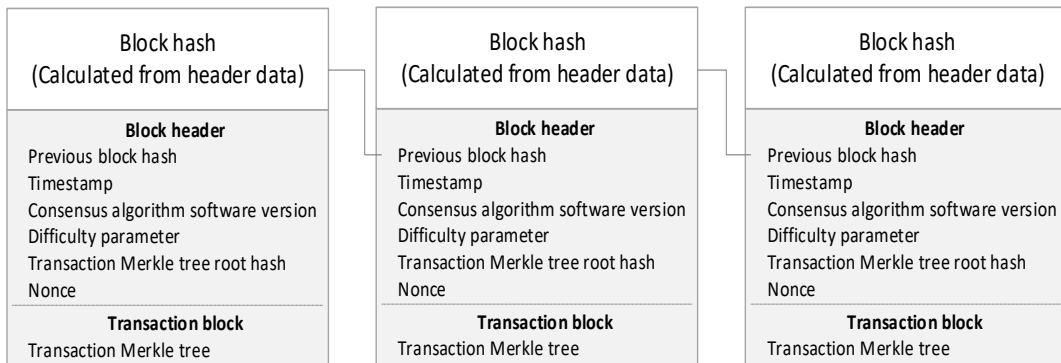 Block hash
(Calculated from header data)
Block header
Previous block hash
Timestamp
Consensus algorithm software version
Difficulty parameter
Transaction Merkle tree root hash
Nonce
Transaction block
Transaction Merkle tree
Block hash
(Calculated from header data)
Block header
Previous block hash
Timestamp
Consensus algorithm software version
Difficulty parameter
Transaction Merkle tree root hash
Nonce
Transaction block
Transaction Merkle tree
Block hash
(Calculated from header data)
Block header
Previous block hash
Timestamp
Consensus algorithm software version
Difficulty parameter
Transaction Merkle tree root hash
Nonce
Transaction block
Transaction Merkle tree